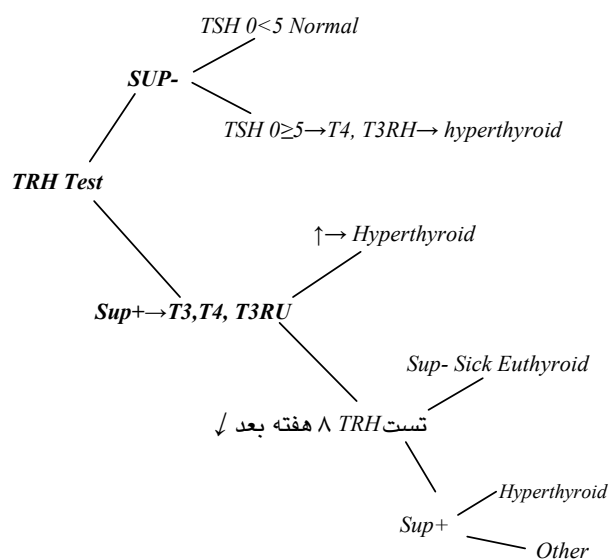 TSH 0<5 Normal
SUP-
TSH 0≥5→T4, T3RH→ hyperthyroid
TRH Test
↑→ Hyperthyroid
Sup+→T3,T4, T3RU
Sup- Sick Euthyroid
تست TRH ۸ هفته بعد ↓
Hyperthyroid
Sup+
Other